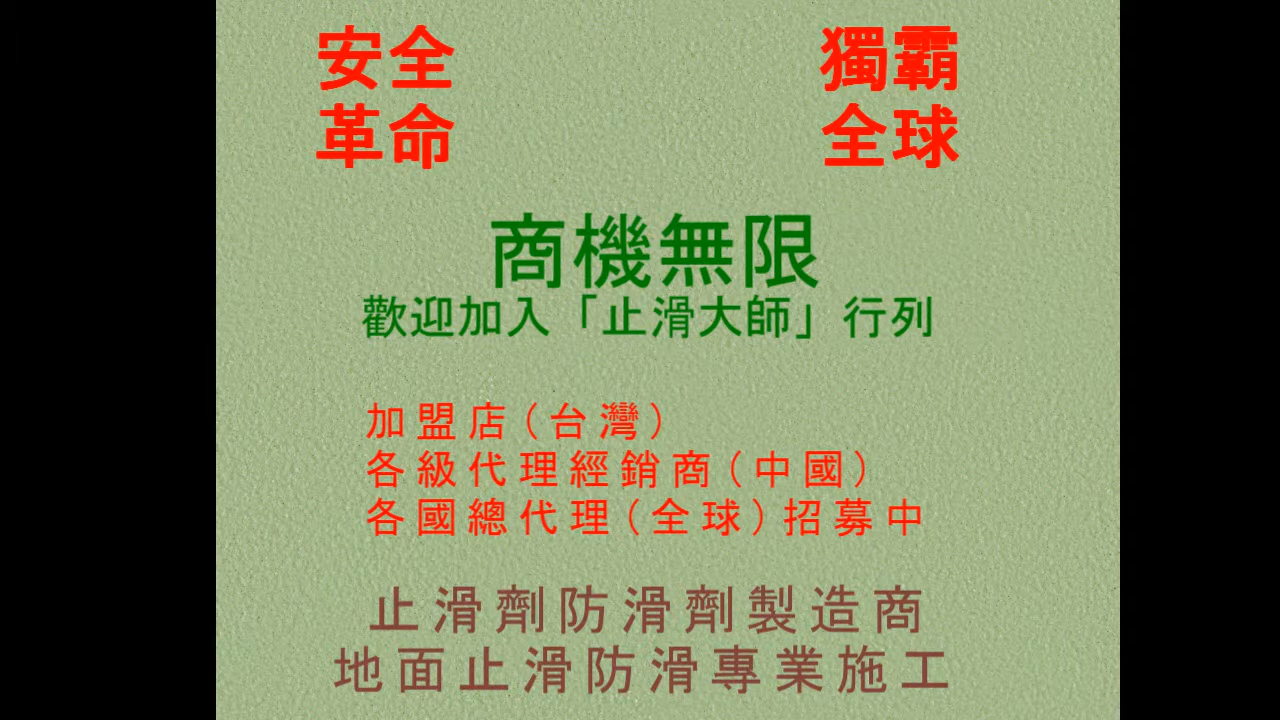 安全
革命
獨霸
全球
商機無限
歡迎加入「止滑大師」行列
加盟店(台灣)
各級代理經銷商(中國)
各國總代理(全球)招募中
止滑劑防滑劑製造商
地面止滑防滑專業施工